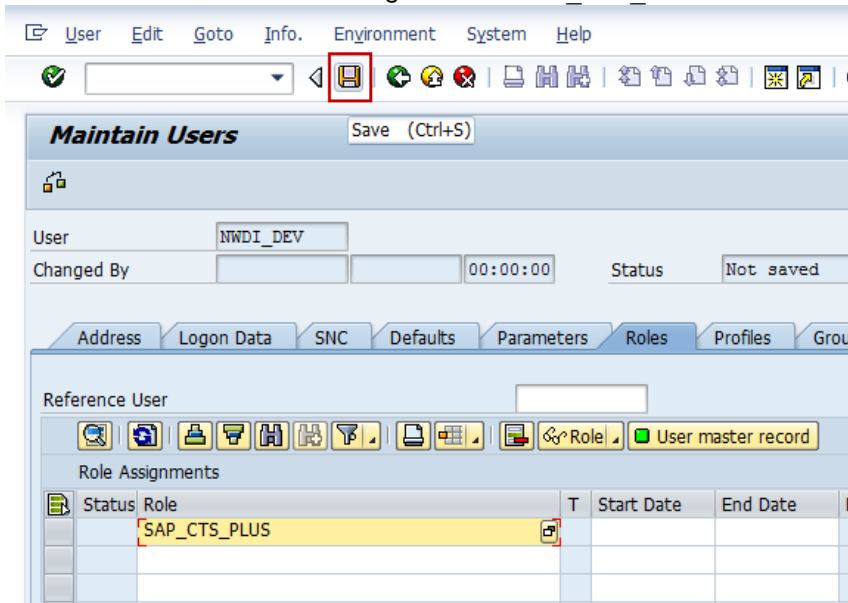 User Edit Goto Info. Environment System Help
Save (Ctrl+S)
Maintain Users
User NWDI_DEV
Changed By 00:00:00 Status Not saved
Address Logon Data SNC Defaults Parameters Roles Profiles Grou
Reference User
Role User master record
Role Assignments
Status Role T Start Date End Date
SAP_CTS_PLUS